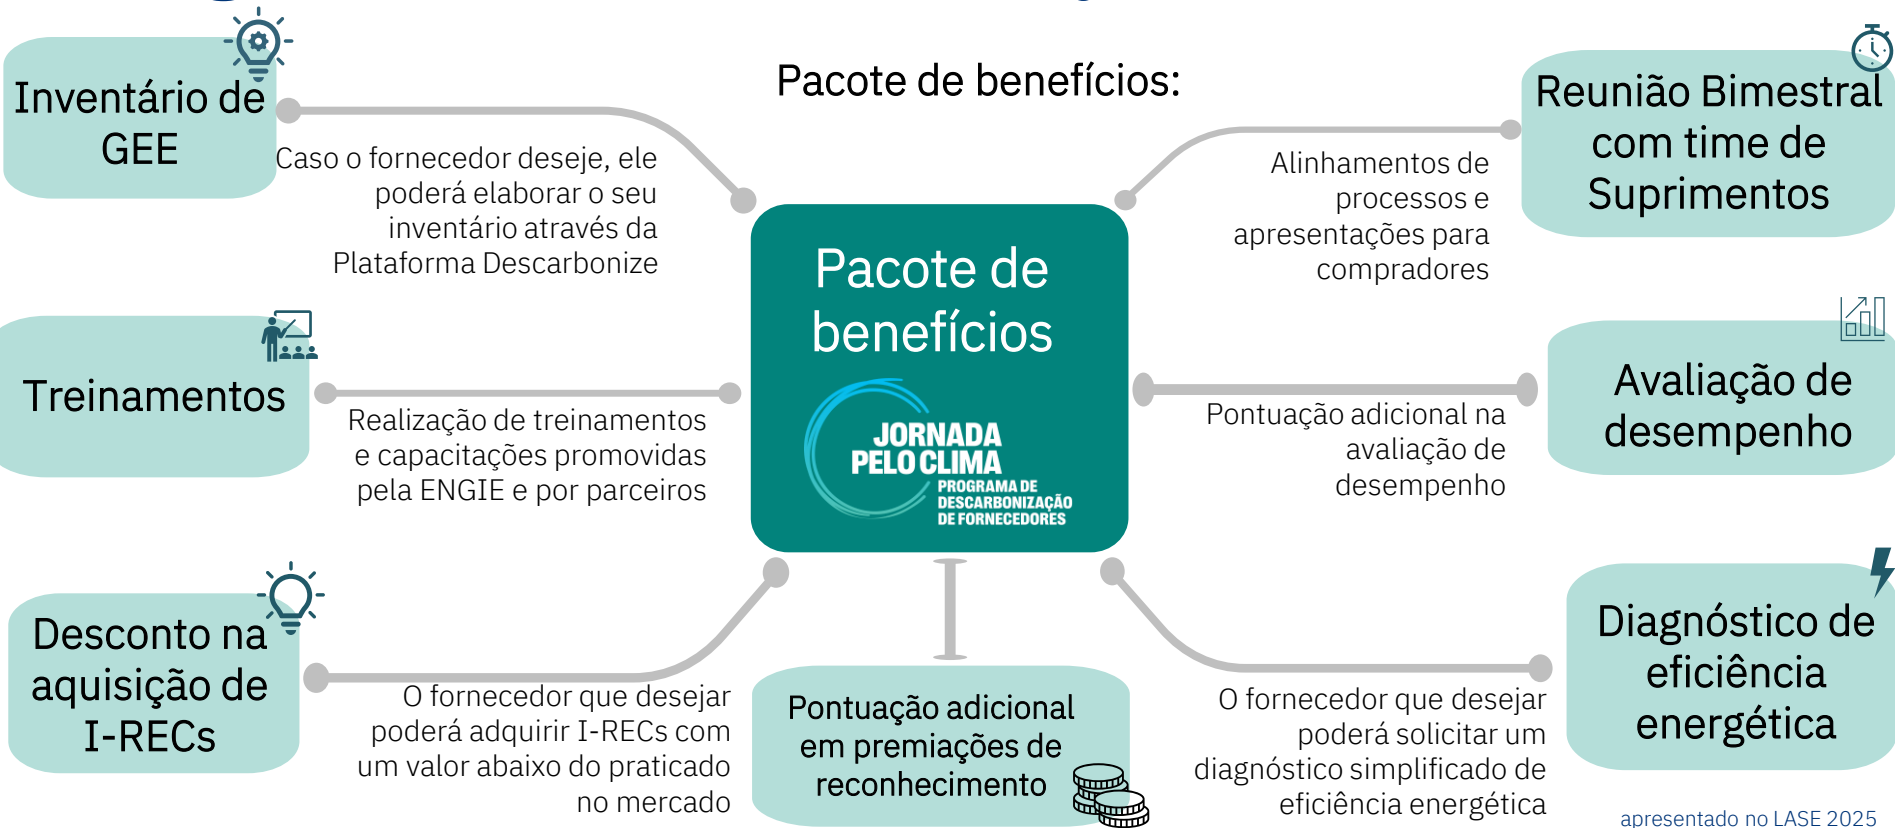 Pacote de benefícios:
Inventário de
GEE
Caso o fornecedor deseje, ele
poderá elaborar o seu
inventário através da
Plataforma Descarbonize
Treinamentos
Realização de treinamentos
e capacitações promovidas
pela ENGIE e por parceiros
Desconto na
aquisição de
I-RECs
O fornecedor que desejar
poderá adquirir I-RECs com
um valor abaixo do praticado
no mercado
Pacote de
benefícios
JORNADA
PELO CLIMA
PROGRAMA DE
DESCARBONIZAÇÃO
DE FORNECEDORES
Pontuação adicional
em premiações de
reconhecimento
Reunião Bimestral
com time de
Suprimentos
Alinhamentos de
processos e
apresentações para
compradores
Avaliação de
desempenho
Pontuação adicional na
avaliação de
desempenho
Diagnóstico de
eficiência
energética
O fornecedor que desejar
poderá solicitar um
diagnóstico simplificado de
eficiência energética
apresentado no LASE 2025